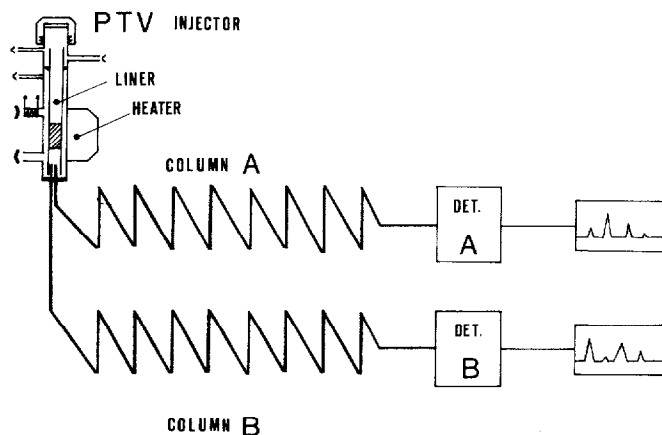 PTV INJECTOR
LINER
HEATER
COLUMN A
DET.
A
DET.
B
COLUMN B